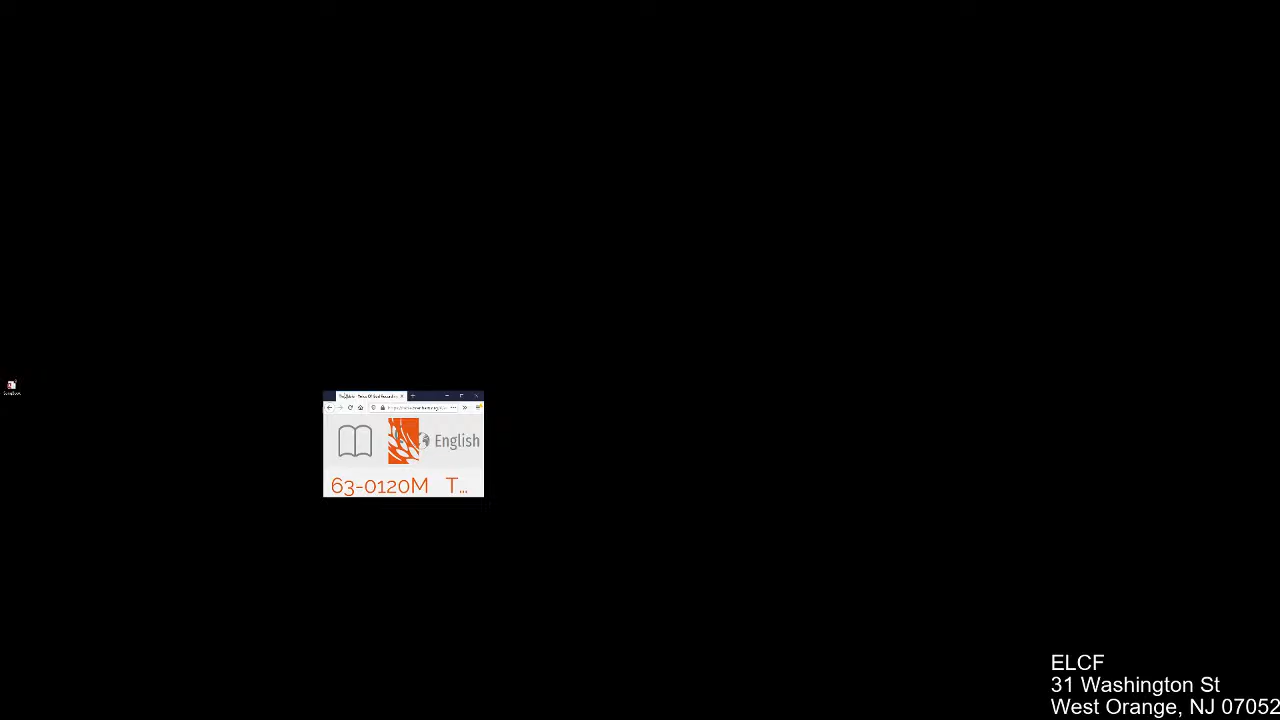 English
63-0120M T...
ELCF
31 Washington St
West Orange, NJ 07052